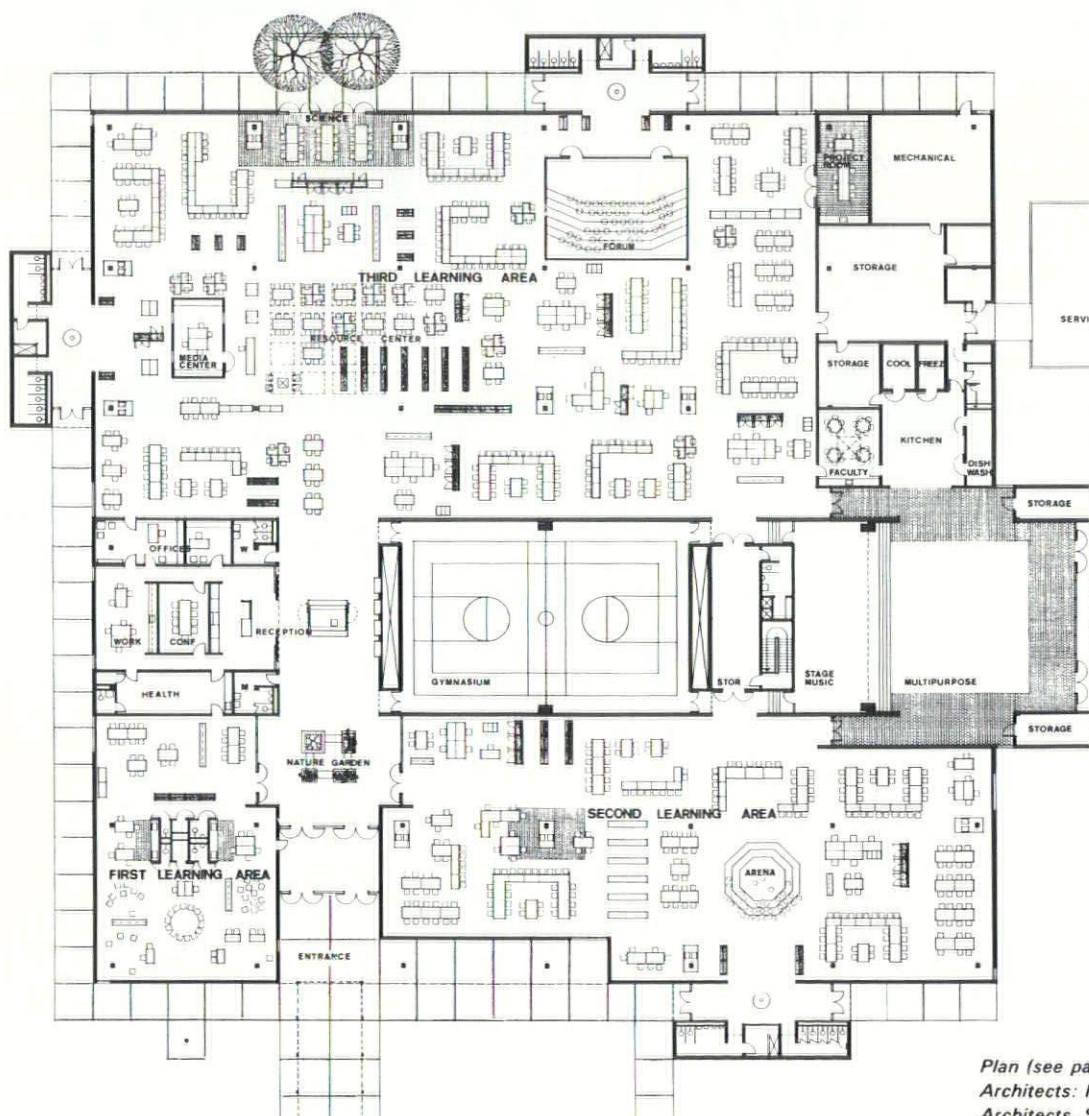 SCIENCE
PROJECT
ROOM
MECHANICAL
FORUM
THIRD LEARNING AREA
STORAGE
RESOURCE CENTER
MEDIA
CENTER
STORAGE
COOL
FREEZ
KITCHEN
FACULTY
DISH
WASH
STORAGE
OFFICES
W
WORK
CONF
RECEPTION
GYMNASIUM
STOR
STAGE
MUSIC
MULTIPURPOSE
HEALTH
M
STORAGE
NATURE GARDEN
SECOND LEARNING AREA
FIRST LEARNING AREA
ARENA
ENTRANCE
Plan (see
Architects:
Architects